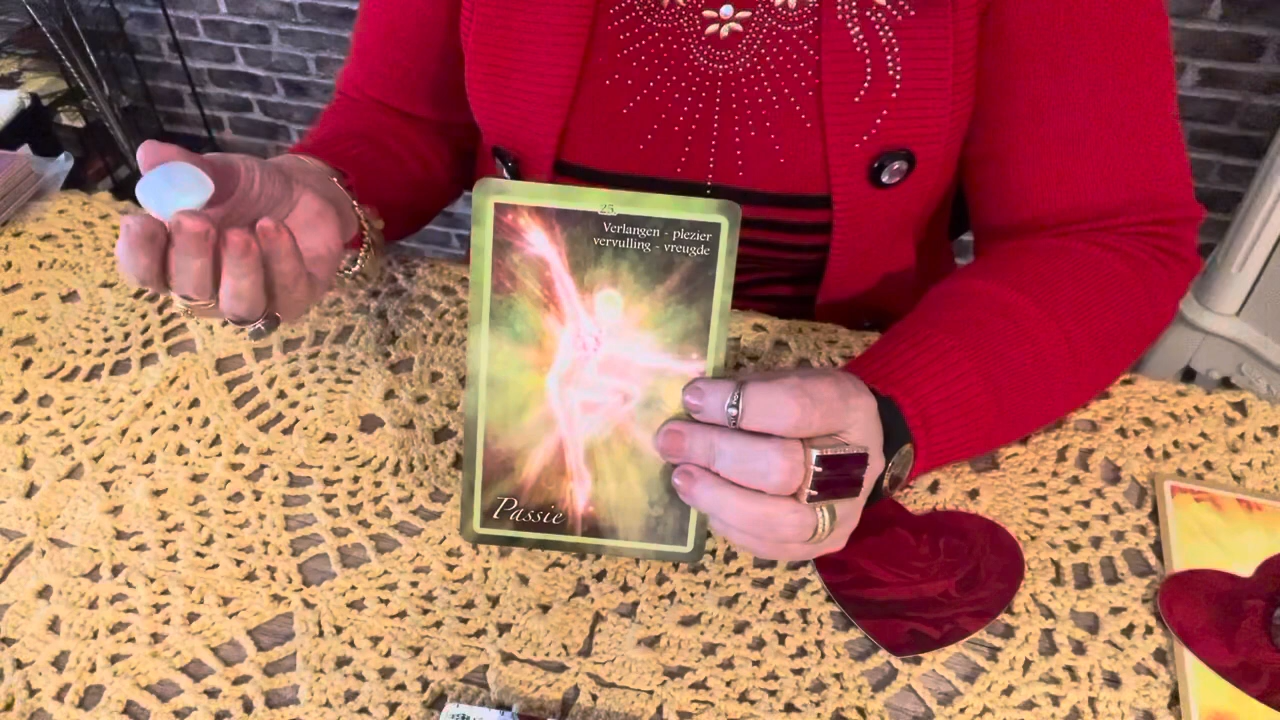 25.
Verlangen - plezier
vervulling - vreugde
Passie